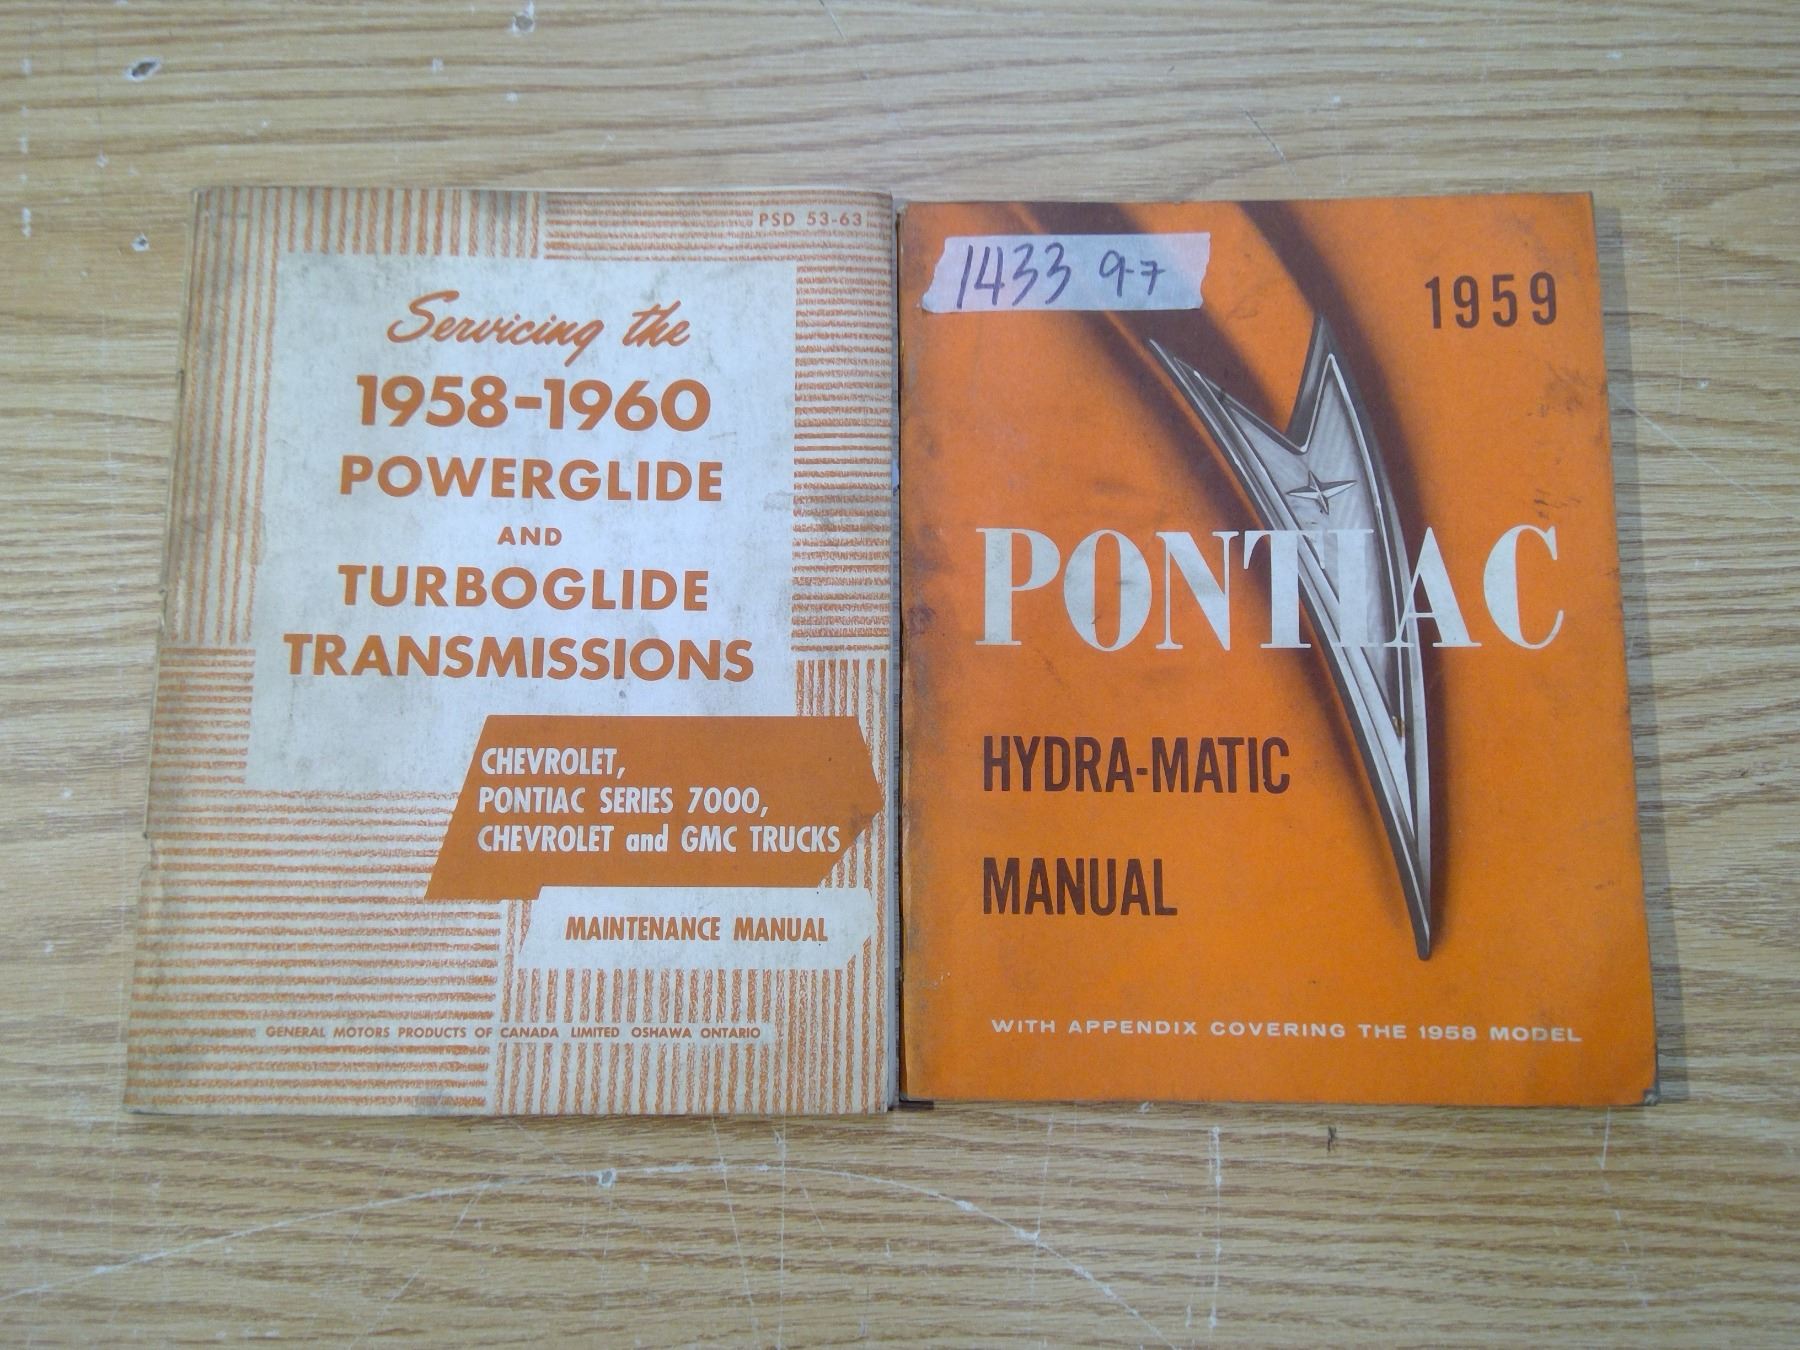 PSD 53-63
Servicing the
1958-1960
POWERGLIDE
AND
TURBOGLIDE
TRANSMISSIONS
CHEVROLET,
PONTIAC SERIES 7000,
CHEVROLET and GMC TRUCKS
MAINTENANCE MANUAL
GENERAL MOTORS PRODUCTS OF CANADA LIMITED OSHAWA ONTARIO
1433 9-7
1959
PONTIAC
HYDRA-MATIC
MANUAL
WITH APPENDIX COVERING THE 1958 MODEL